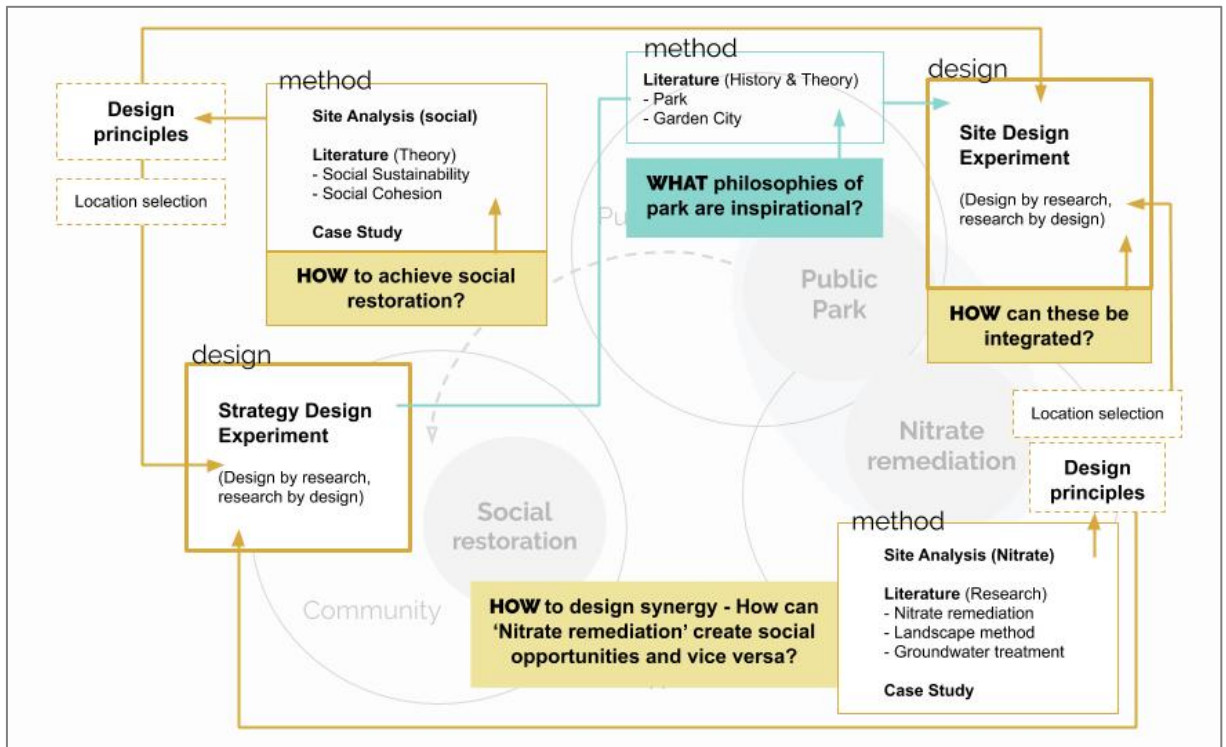 method
Design
principles
Location selection
Site Analysis (social)
Literature (Theory)
- Social Sustainability
- Social Cohesion
Case Study
HOW to achieve social
restoration?
method
Literature (History & Theory)
- Park
- Garden City
WHAT philosophies of
park are inspirational?
design
Site Design
Experiment
(Design by research,
research by design)
HOW can these be
integrated?
Public
Park
design
Strategy Design
Experiment
(Design by research,
research by design)
Social
restoration
Community
Nitrate
remediation
Location selection
Design
principles
HOW to design synergy - How can
‘Nitrate remediation’ create social
opportunities and vice versa?
method
Site Analysis (Nitrate)
Literature (Research)
- Nitrate remediation
- Landscape method
- Groundwater treatment
Case Study